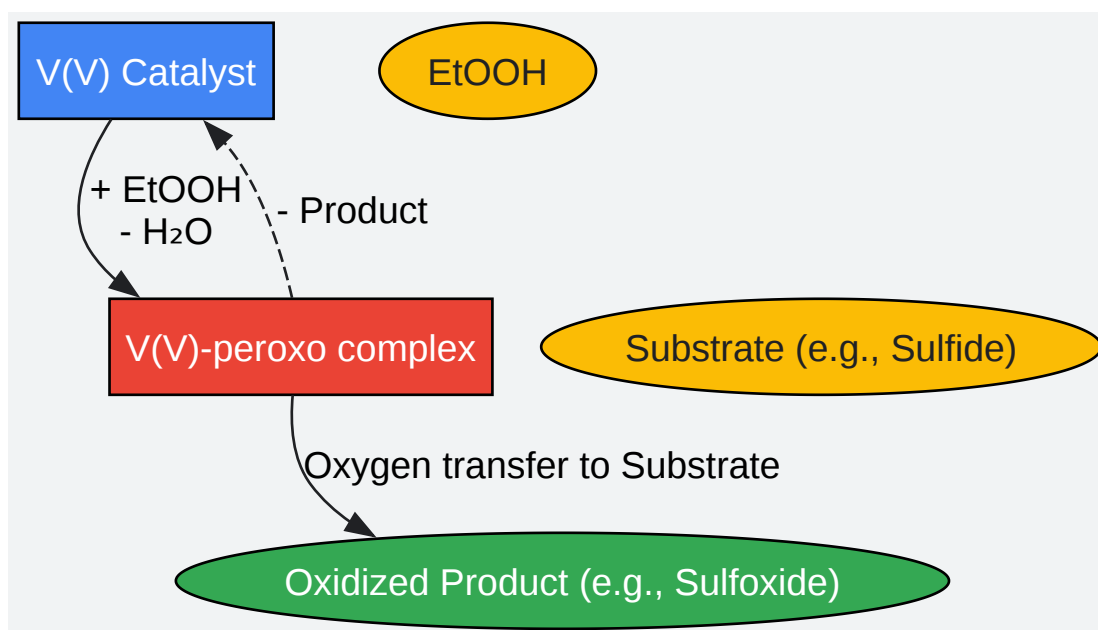 V(V) Catalyst
EtOOH
+ EtOOH
- H₂O
- Product
V(V)-peroxo complex
Substrate (e.g., Sulfide)
Oxygen transfer to Substrate
Oxidized Product (e.g., Sulfoxide)